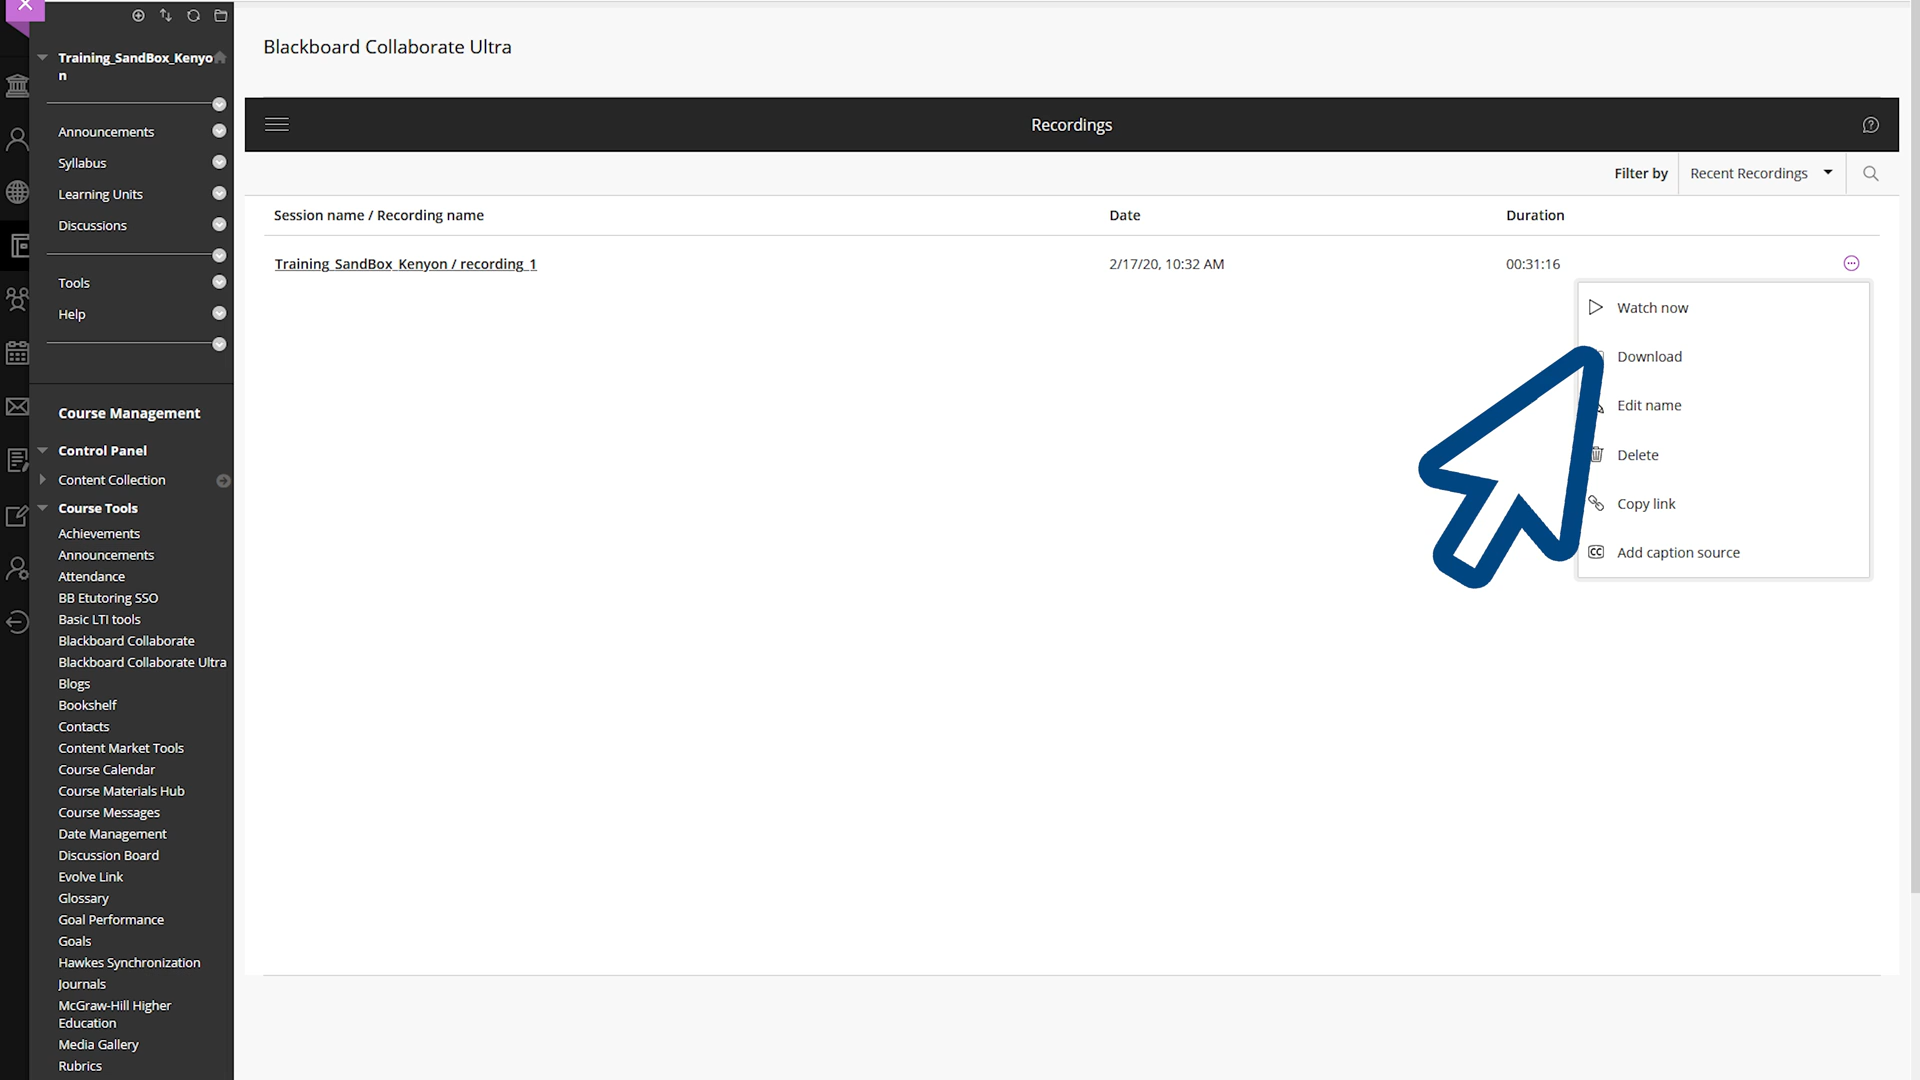 Training_SandBox_Kenyo
n
Announcements
Syllabus
Learning Units
Discussions
Tools
Help
Course Management
Control Panel
Content Collection
Course Tools
Achievements
Announcements
Attendance
BB Etutoring SSO
Basic LTI tools
Blackboard Collaborate
Blackboard Collaborate Ultra
Blogs
Bookshelf
Contacts
Content Market Tools
Course Calendar
Course Materials Hub
Course Messages
Date Management
Discussion Board
Evolve Link
Glossary
Goal Performance
Goals
Hawkes Synchronization
Journals
McGraw-Hill Higher
Education
Media Gallery
Rubrics
Blackboard Collaborate Ultra
Recordings
Filter by Recent Recordings
Session name / Recording name Date Duration
Training_SandBox_Kenyon / recording_1 2/17/20, 10:32 AM 00:31:16
Watch now
Download
Edit name
Delete
Copy link
CC Add caption source